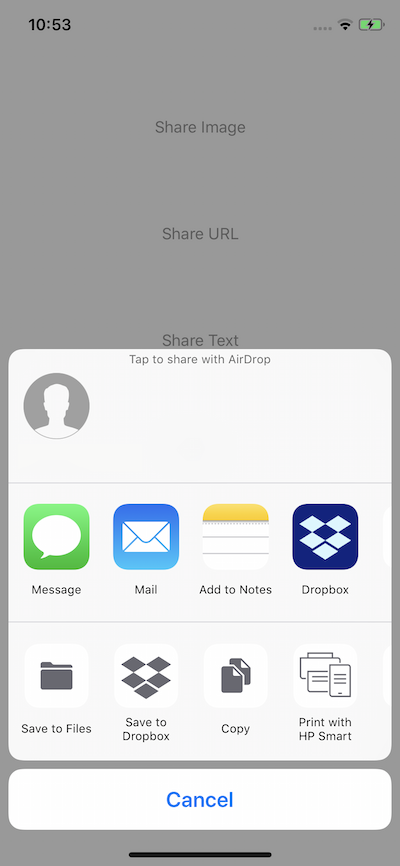 10:53
Share Image
Share URL
Share Text
Tap to share with AirDrop
Message
Mail
Add to Notes
Dropbox
Save to Files
Save to
Dropbox
Copy
Print with
HP Smart
Cancel